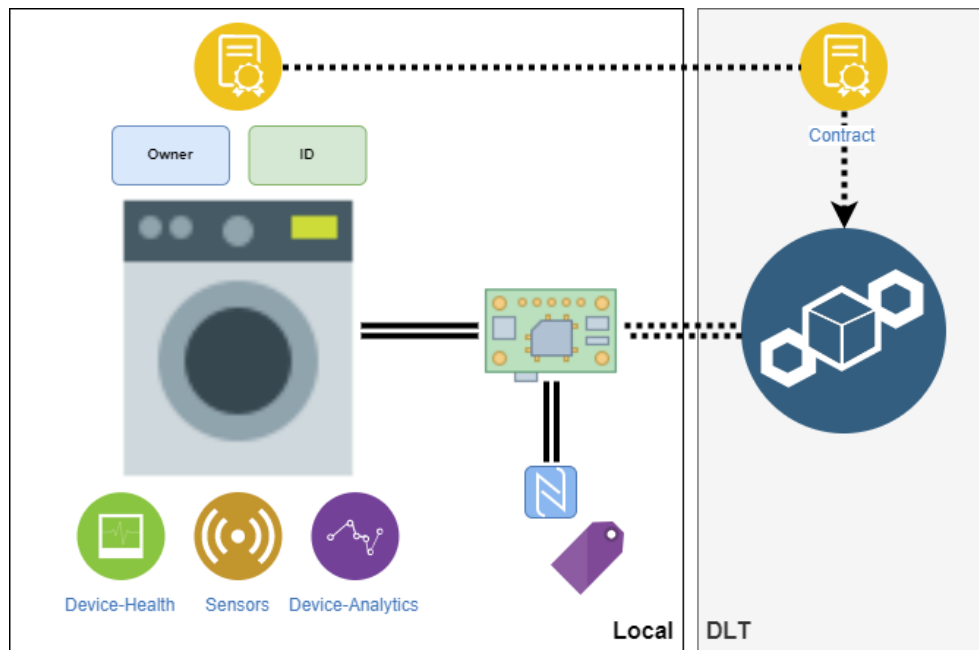 Contract
Owner
ID
Device-Health
Sensors
Device-Analytics
Local
DLT